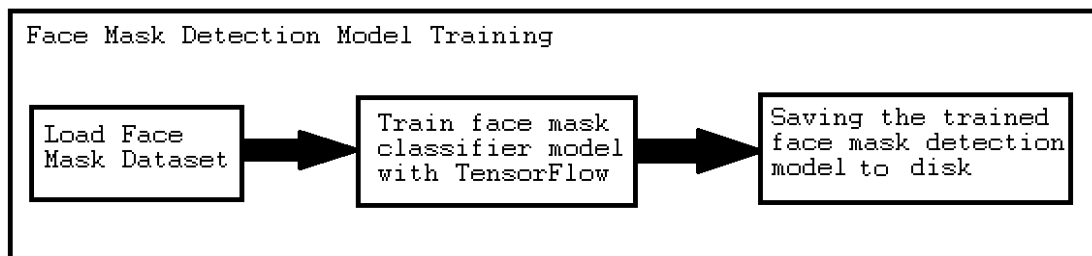 Face Mask Detection Model Training
Load Face
Mask Dataset
Train face mask
classifier model
with TensorFlow
Saving the trained
face mask detection
model to disk